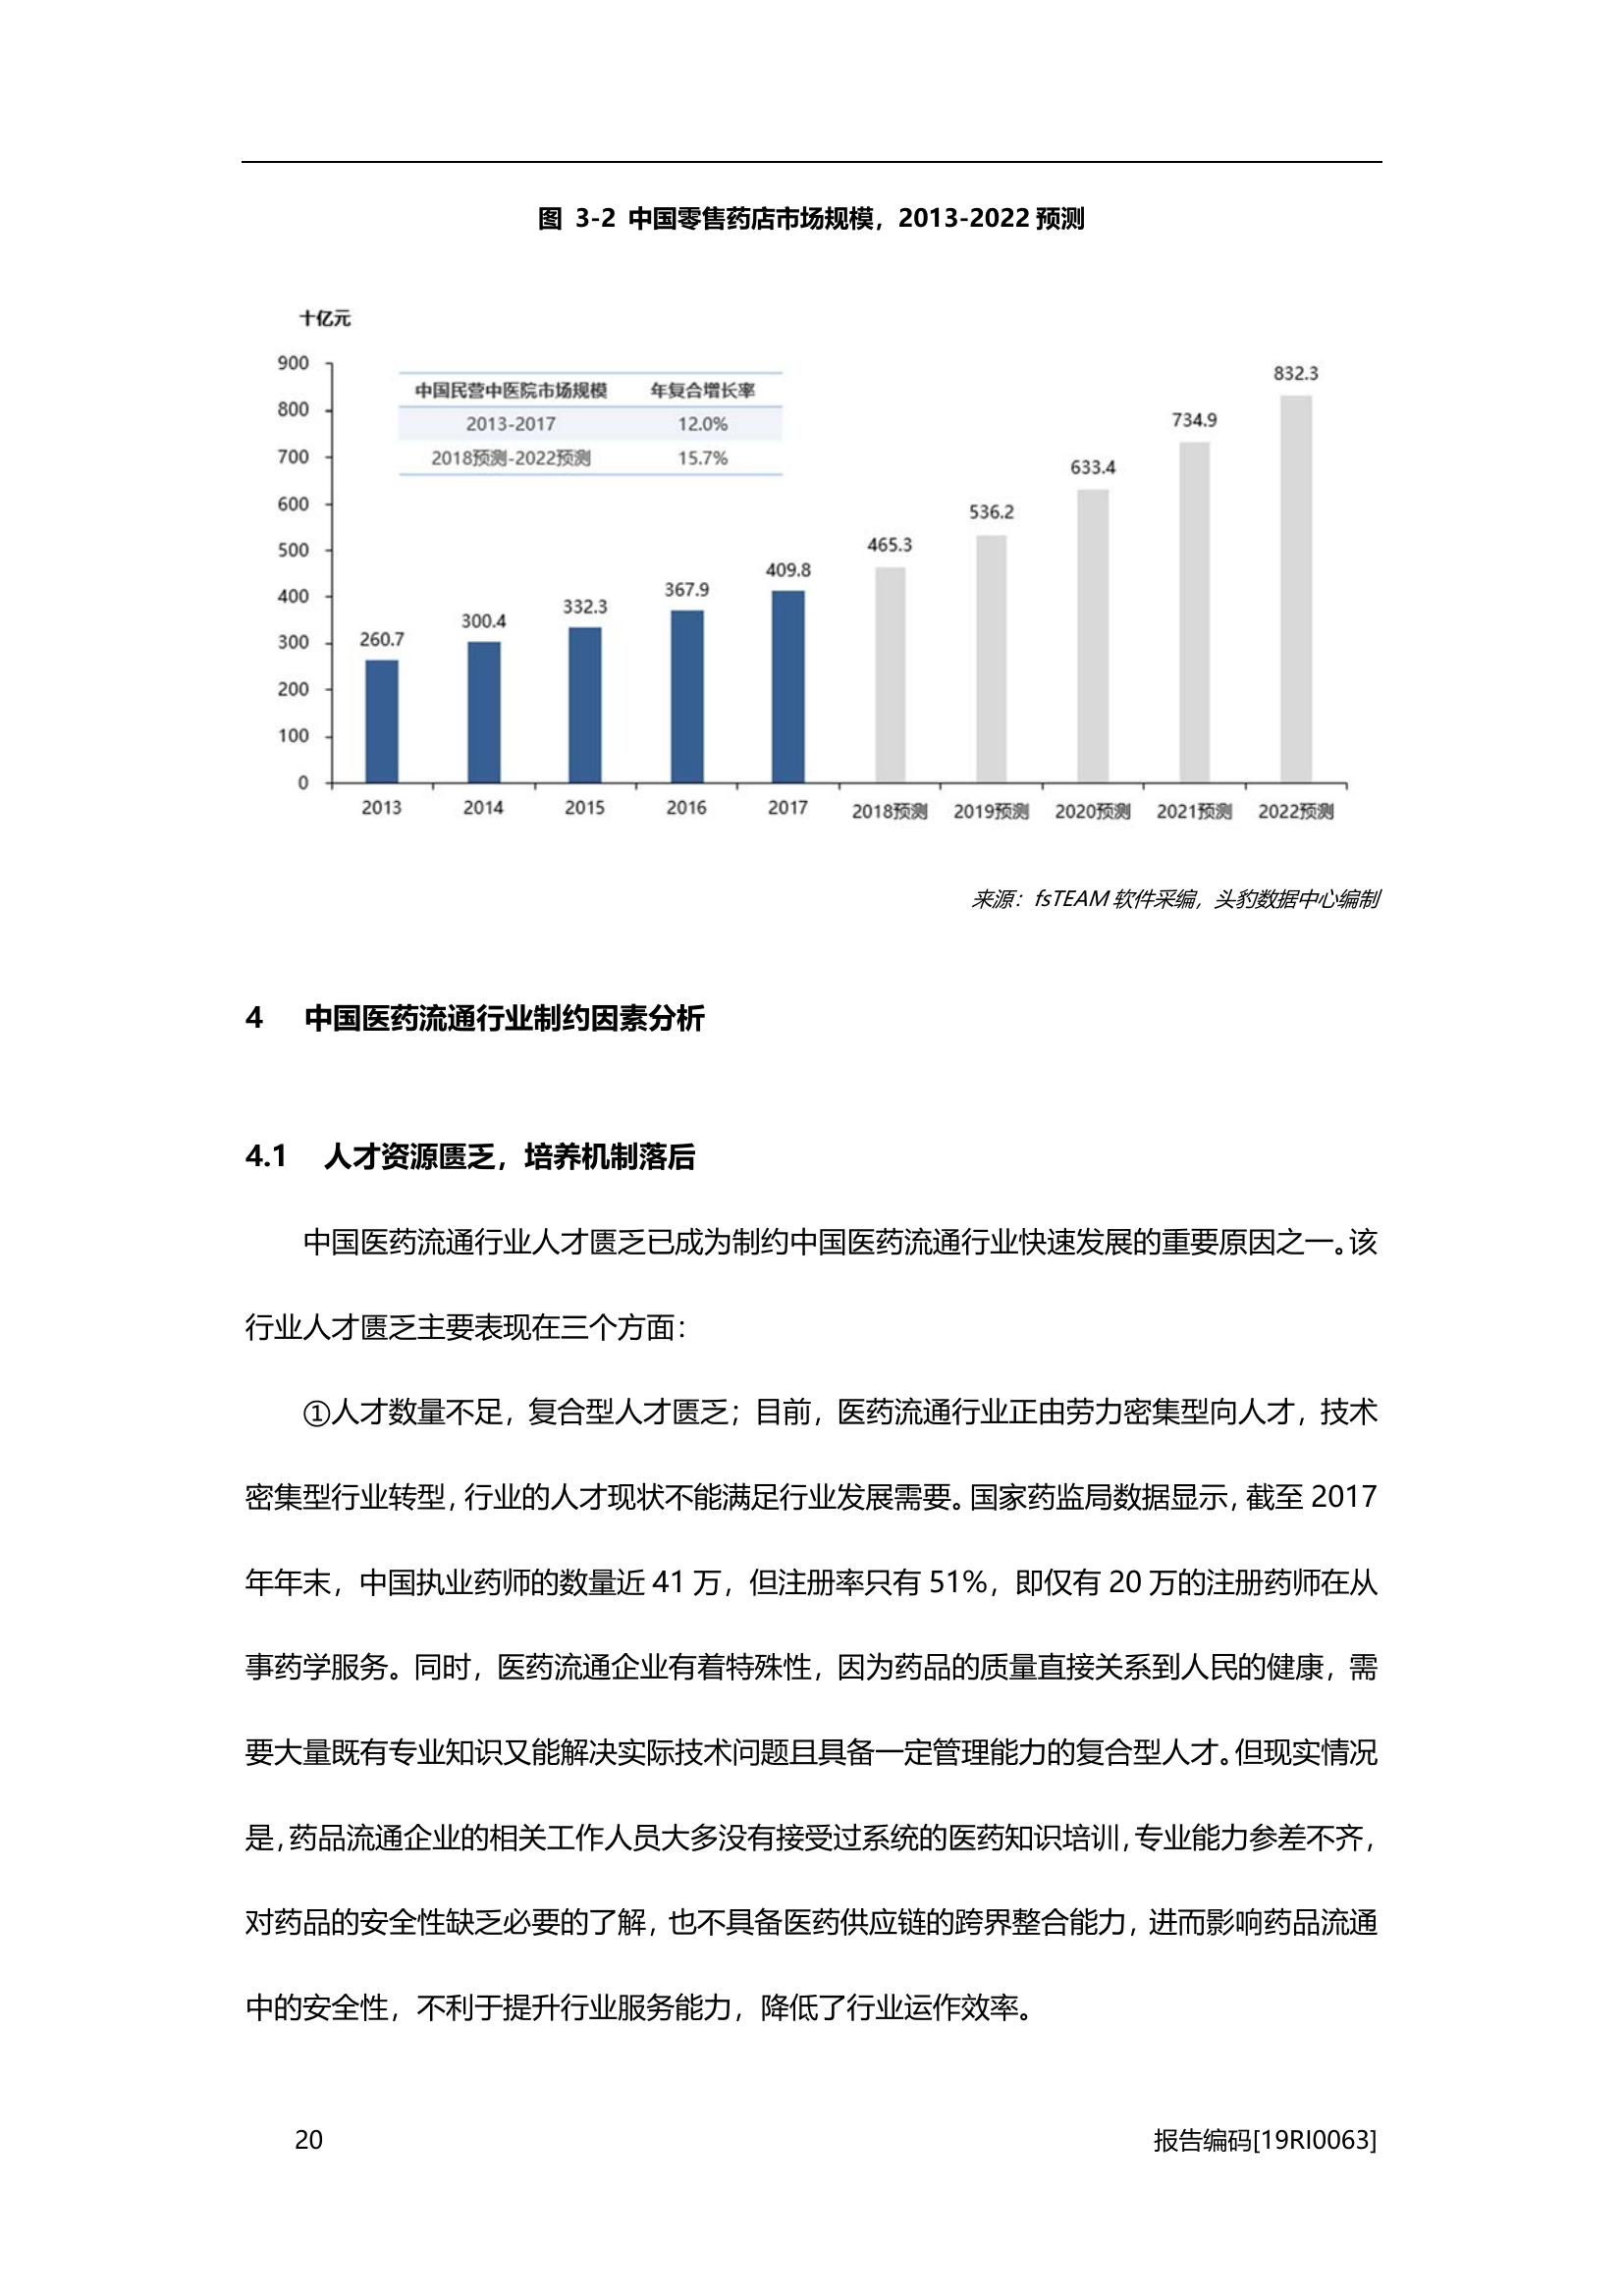 图 3-2 中国零售药店市场规模，2013-2022 预测
十亿元
900
800
700
600
500
400
300
200
100
0
中国民营中医院市场规模 年复合增长率
2013-2017 12.0%
2018预测-2022预测 15.7%
260.7 300.4 332.3 367.9 409.8 465.3 536.2 633.4 734.9 832.3
2013 2014 2015 2016 2017 2018预测 2019预测 2020预测 2021预测 2022预测
来源：fsTEAM 软件采编，头豹数据中心编制
4 中国医药流通行业制约因素分析
4.1 人才资源匮乏，培养机制落后
中国医药流通行业人才匮乏已成为制约中国医药流通行业快速发展的重要原因之一。该
行业人才匮乏主要表现在三个方面：
①人才数量不足，复合型人才匮乏；目前，医药流通行业正由劳力密集型向人才，技术
密集型行业转型，行业的人才现状不能满足行业发展需要。国家药监局数据显示，截至 2017
年年末，中国执业药师的数量近 41 万，但注册率只有 51%，即仅有 20 万的注册药师在从
事药学服务。同时，医药流通企业有着特殊性，因为药品的质量直接关系到人民的健康，需
要大量既有专业知识又能解决实际技术问题且具备一定管理能力的复合型人才。但现实情况
是，药品流通企业的相关工作人员大多没有接受过系统的医药知识培训，专业能力参差不齐，
对药品的安全性缺乏必要的了解，也不具备医药供应链的跨界整合能力，进而影响药品流通
中的安全性，不利于提升行业服务能力，降低了行业运作效率。
20 报告编码[19RI0063]